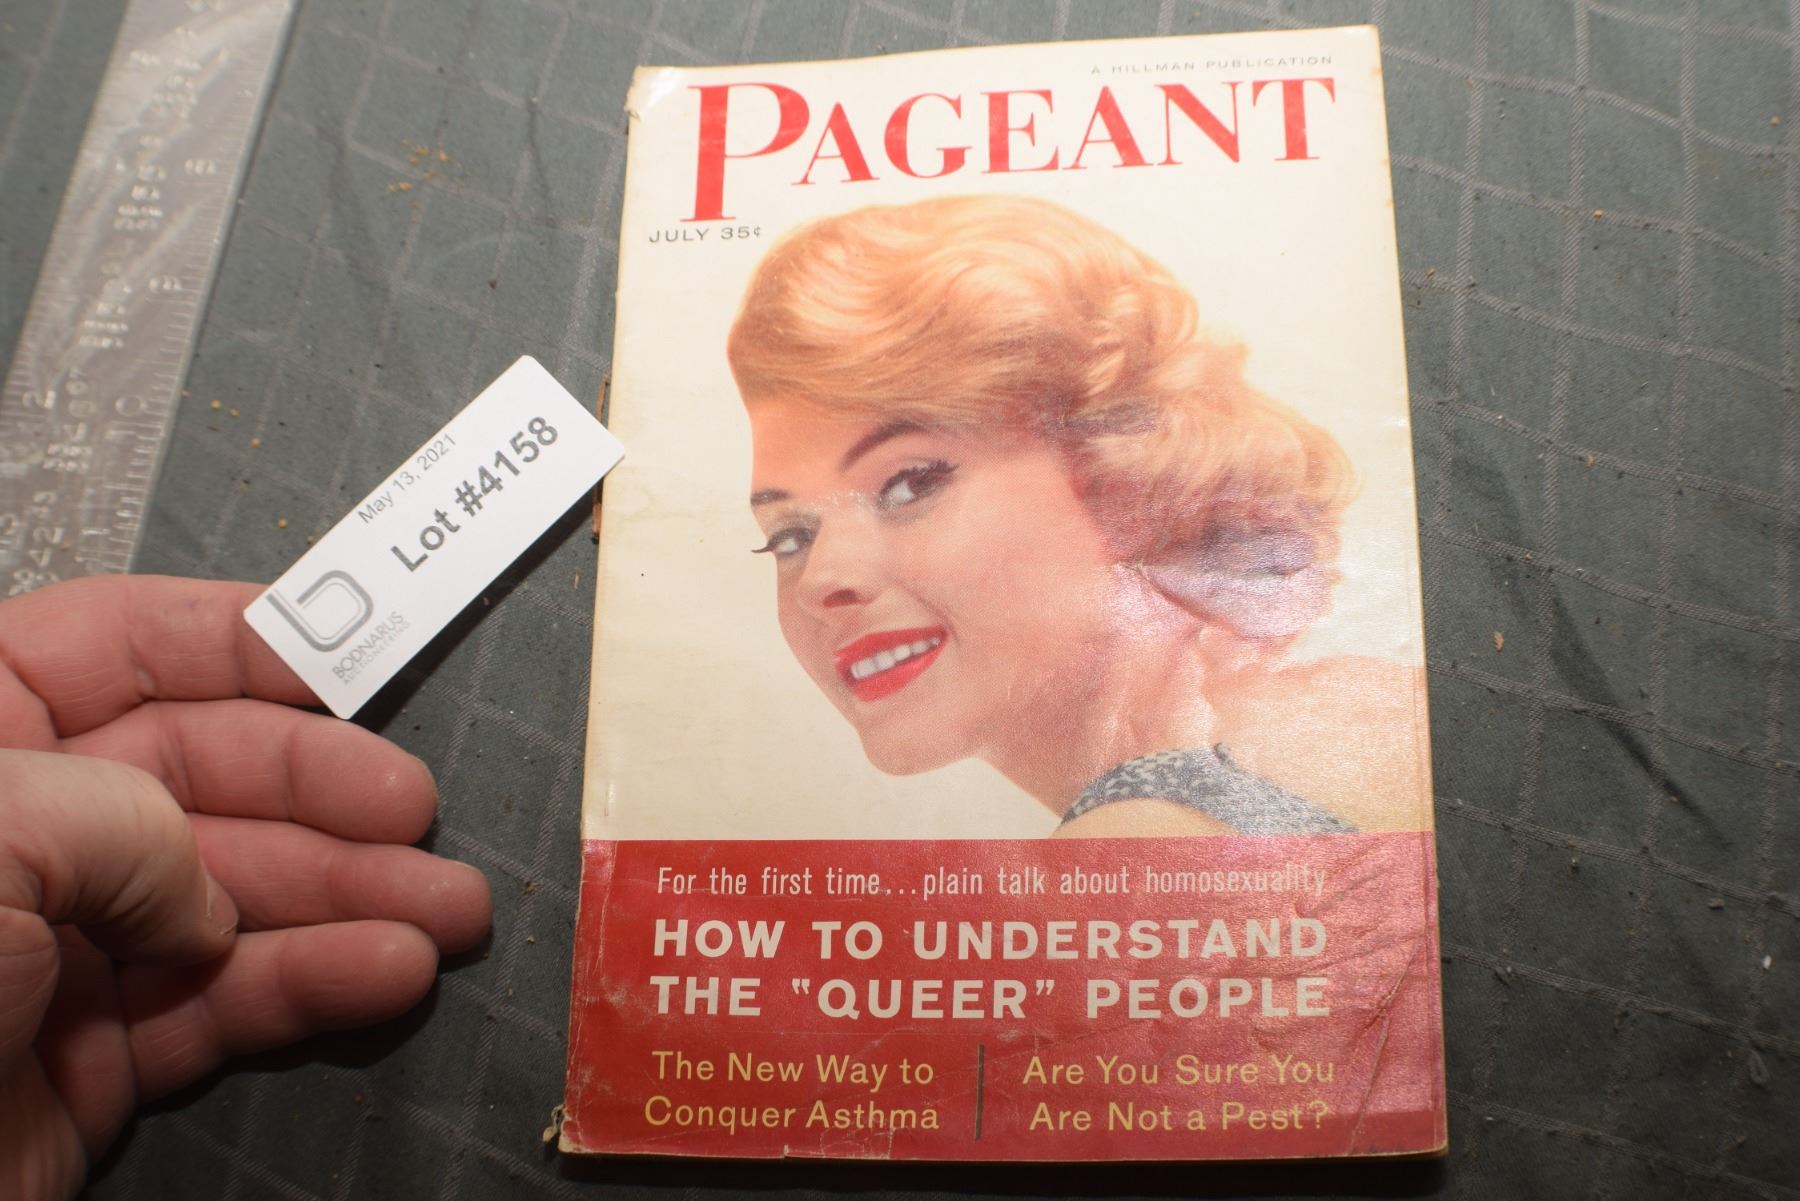 A HILLMAN PUBLICATION
PAGEANT
JULY 35¢
May 13, 2021
Lot #4158
BODNARUS
AUCTIONEERING
For the first time...plain talk about homosexuality
HOW TO UNDERSTAND
THE "QUEER" PEOPLE
The New Way to
Conquer Asthma
Are You Sure You
Are Not a Pest?